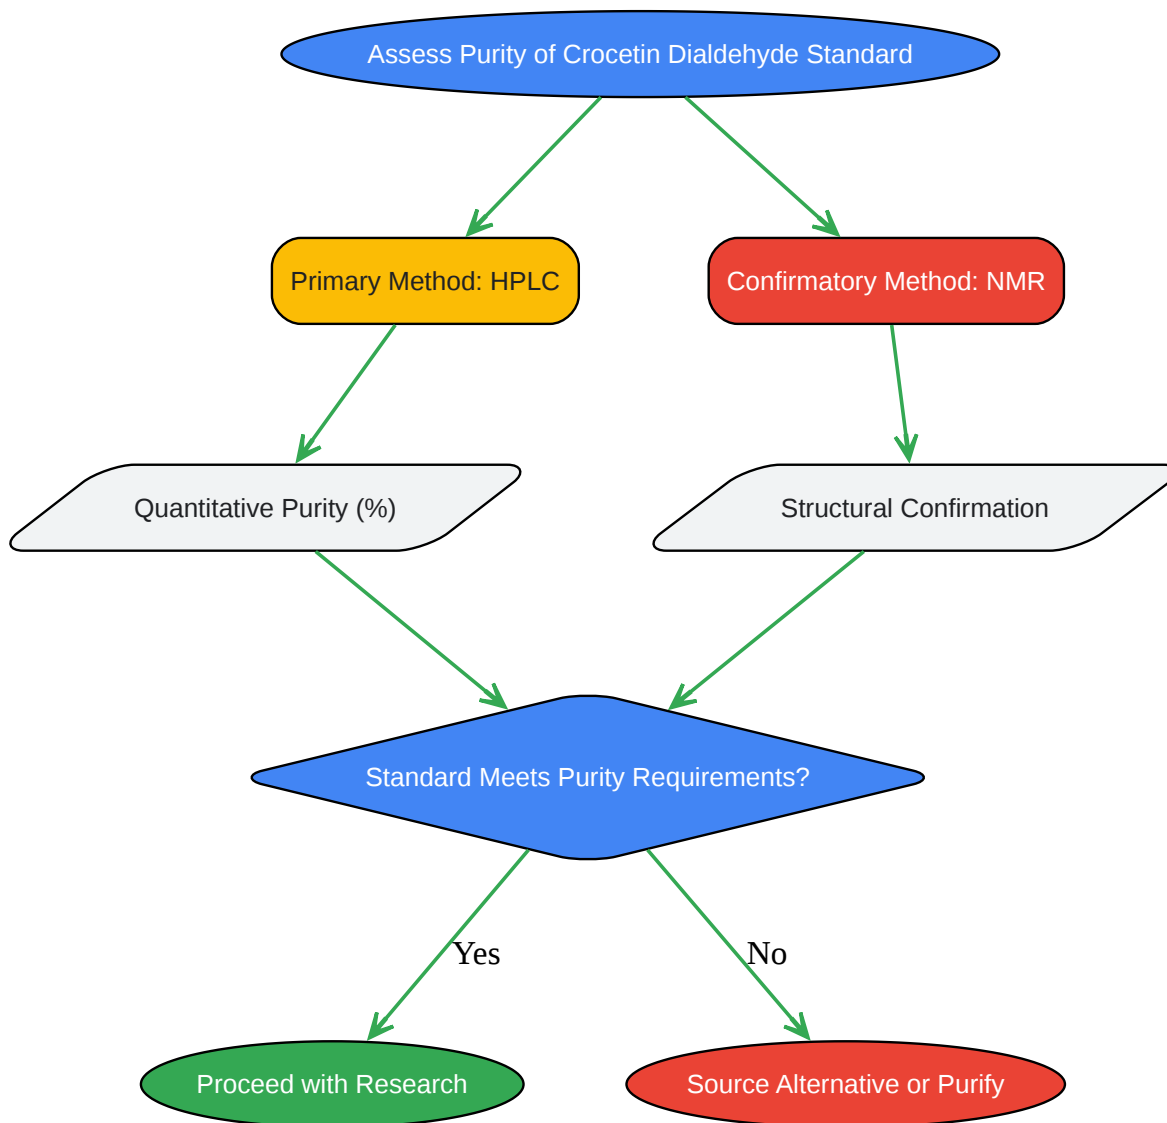 Assess Purity of Crocetin Dialdehyde Standard
Primary Method: HPLC
Confirmatory Method: NMR
Quantitative Purity (%)
Structural Confirmation
Standard Meets Purity Requirements?
Yes
No
Proceed with Research
Source Alternative or Purify